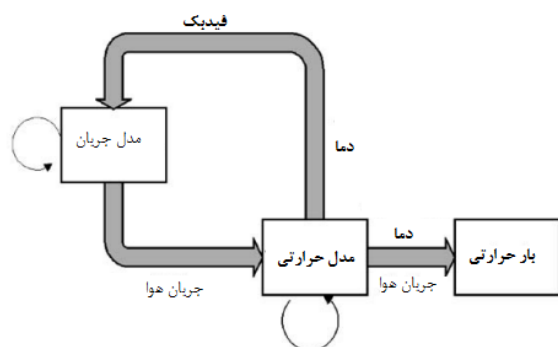 فیدبک
مدل جریان
دما
دما
مدل حرارتی
بار حرارتی
جریان هوا
جریان هوا